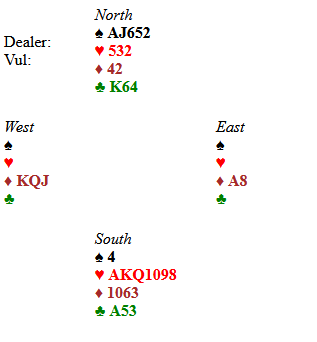 North
♠ AJ652
Dealer:
♥ 532
Vul:
♦ 42
♣ K64
West East
♠ ♠
♥ ♥
♦ KQJ ♦ A8
♣ ♣
South
♠ 4
♥ AKQ1098
♦ 1063
♣ A53